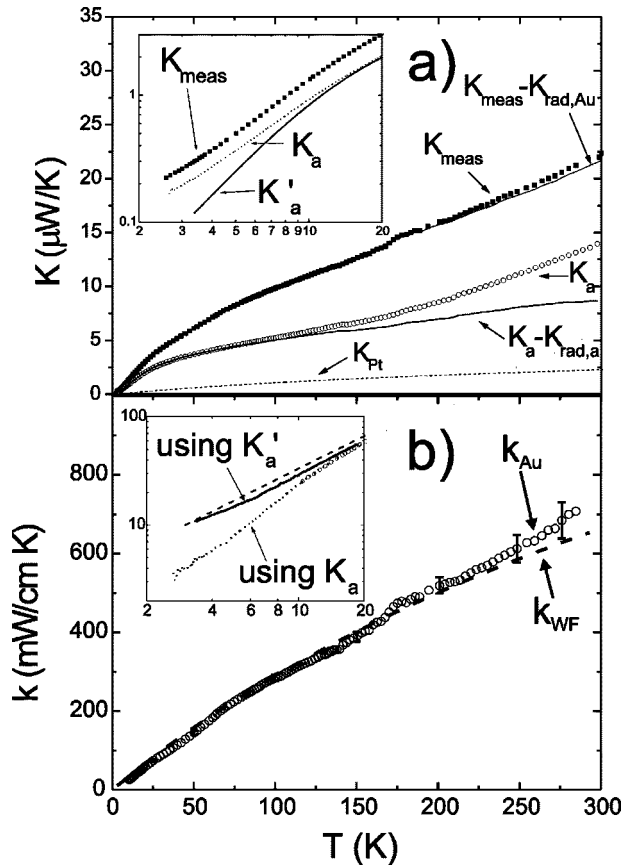 a)
K (μW/K)
35
30
25
20
15
10
5
0
K_meas
K_a
K'_a
1
0.1
2 3 4 5 6 7 8 9 10 20
K_meas-K_rad,Au
K_meas
K_a
K_a-K_rad,a
K_Pt
b)
k (mW/cm K)
800
600
400
200
0
100
10
using K_a'
using K_a
2 4 6 8 10 20
k_Au
k_WF
0 50 100 150 200 250 300
T (K)